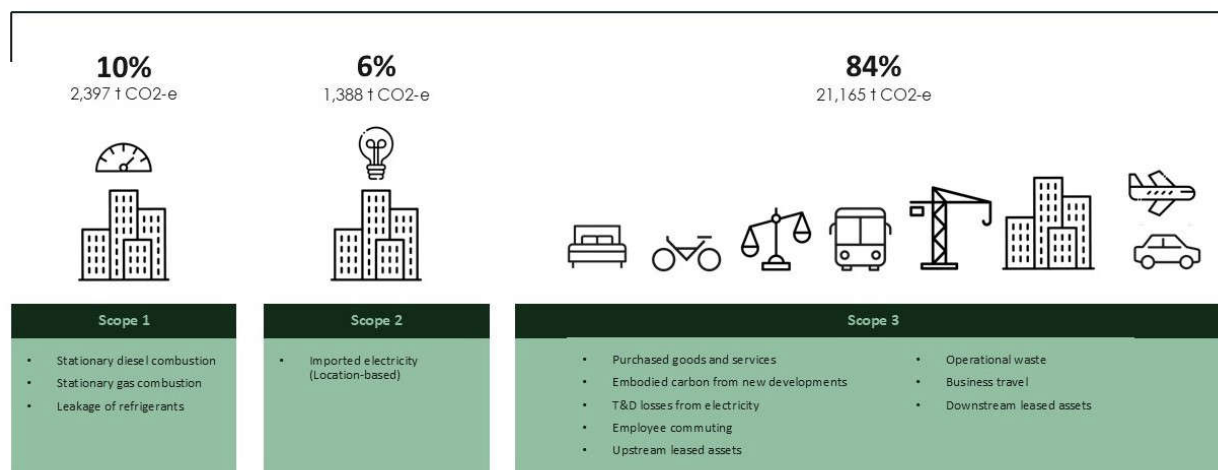 10%
2,397 t CO2-e
6%
1,388 t CO2-e
84%
21,165 t CO2-e
Scope 1
• Stationary diesel combustion
• Stationary gas combustion
• Leakage of refrigerants
Scope 2
• Imported electricity
(Location-based)
Scope 3
• Purchased goods and services
• Embodied carbon from new developments
• T&D losses from electricity
• Employee commuting
• Upstream leased assets
• Operational waste
• Business travel
• Downstream leased assets